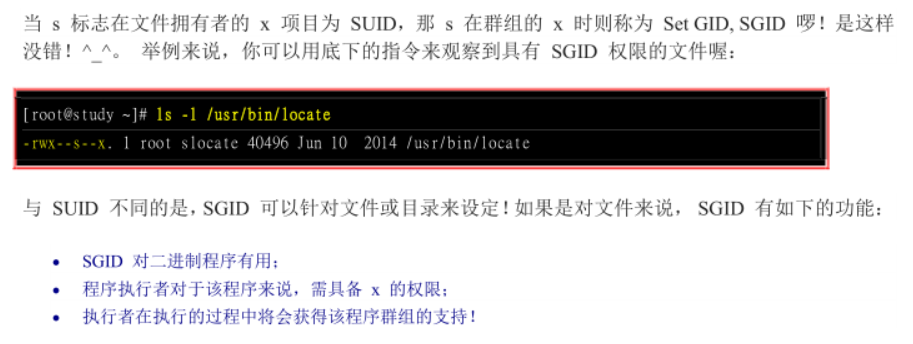 当 s 标志在文件拥有者的 x 项目为 SUID，那 s 在群组的 x 时则称为 Set GID, SGID 啰！是这样
没错！^_^。 举例来说，你可以用底下的指令来观察到具有 SGID 权限的文件喔：
[root@study ~]# ls -l /usr/bin/locate
-rwx--s--x. 1 root slocate 40496 Jun 10  2014 /usr/bin/locate
与 SUID 不同的是，SGID 可以针对文件或目录来设定！如果是对文件来说， SGID 有如下的功能：
• SGID 对二进制程序有用；
• 程序执行者对于该程序来说，需具备 x 的权限；
• 执行者在执行的过程中将会获得该程序群组的支持！